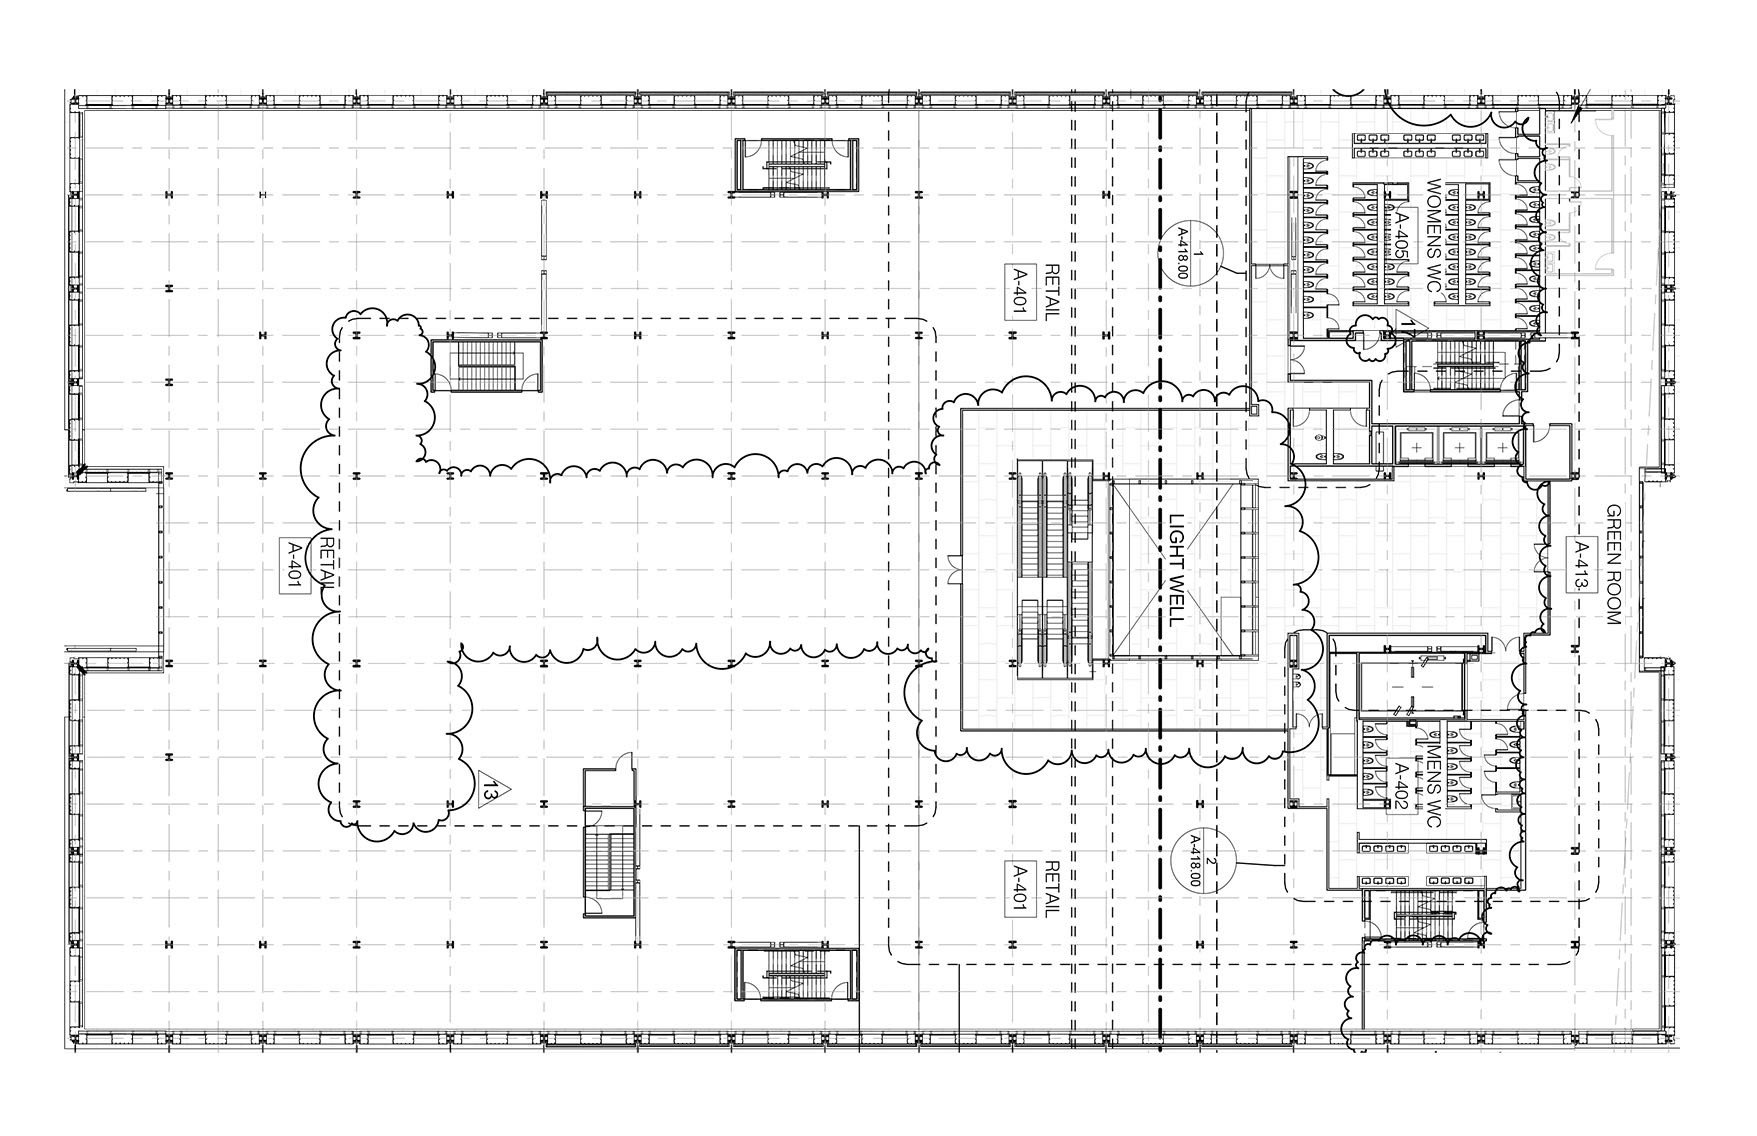 RETAIL
A-401
1
A-418.00
WOMENS WC
A-405
RETAIL
A-401
LIGHT WELL
GREEN ROOM
A-413
13
MENS WC
A-402
2
A-418.00
RETAIL
A-401